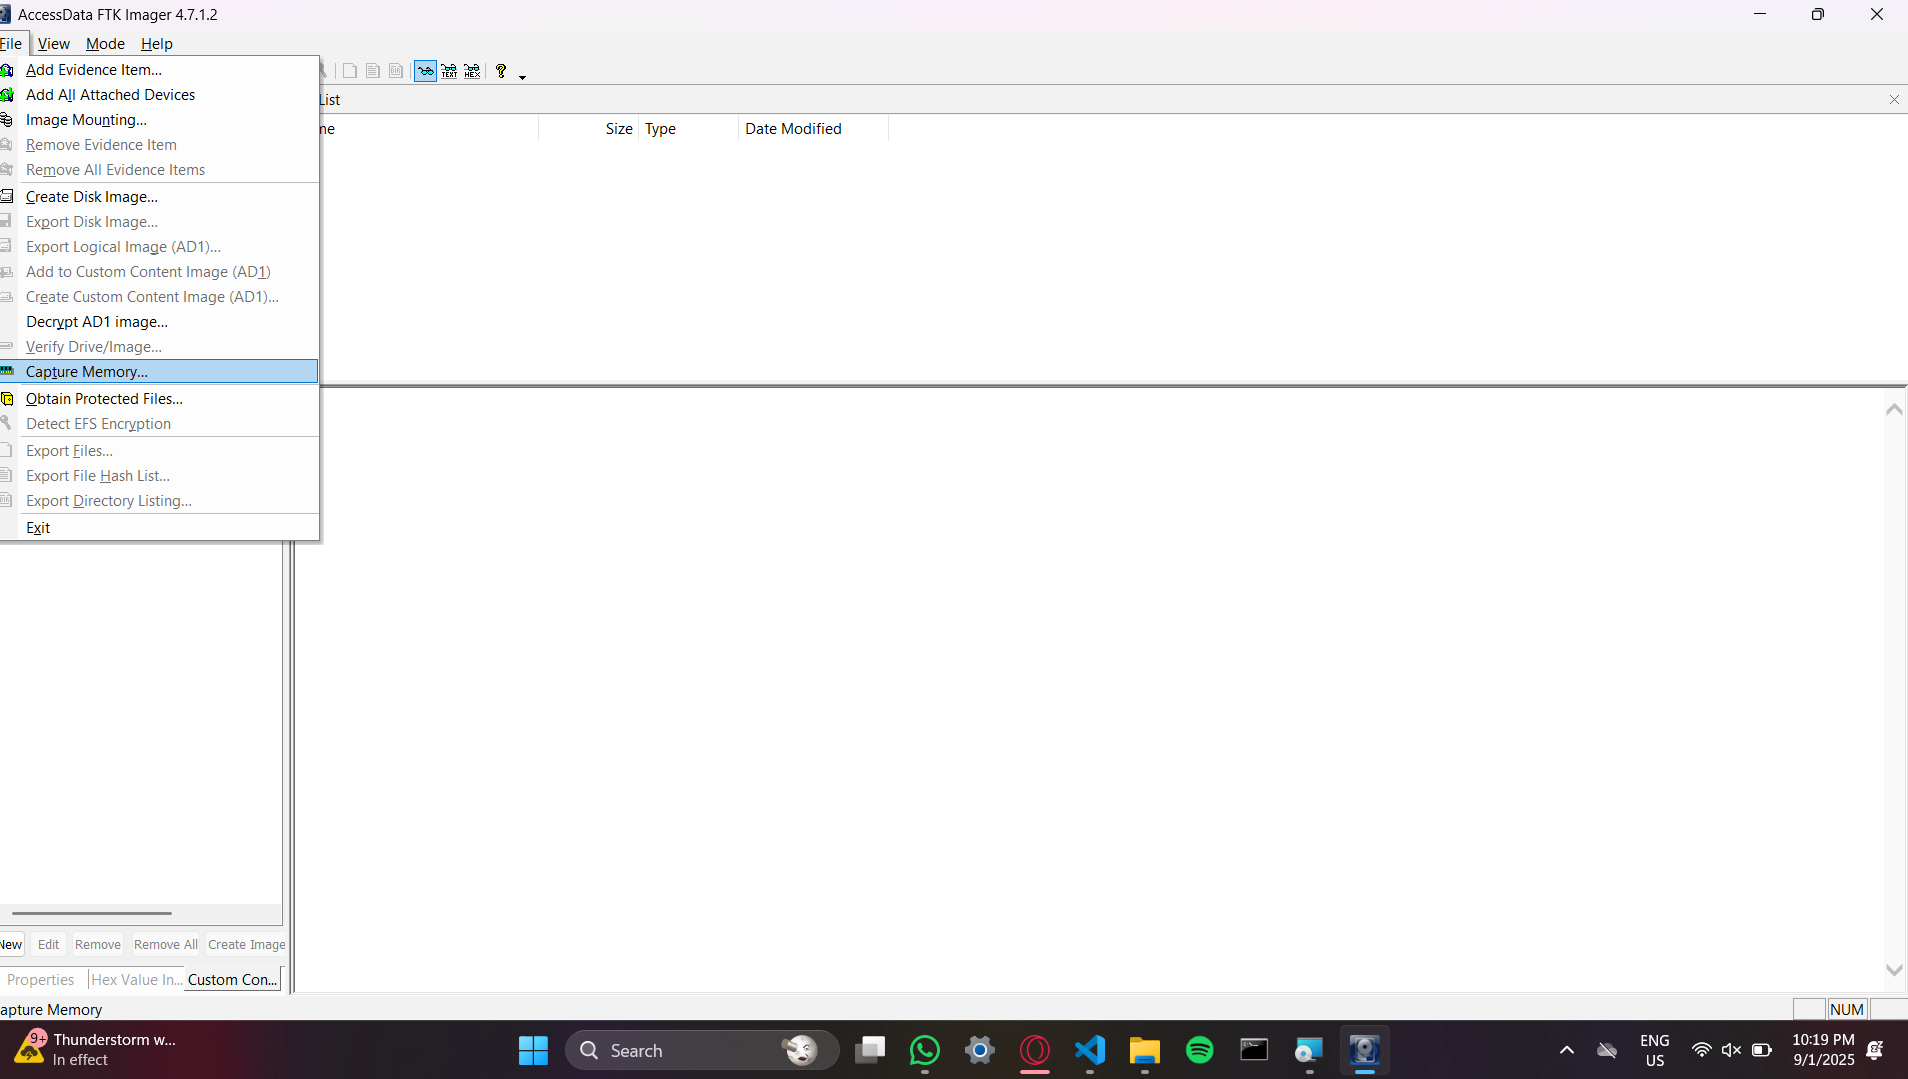 AccessData FTK Imager 4.7.1.2
File View Mode Help
Add Evidence Item...
Add All Attached Devices
Image Mounting...
Remove Evidence Item
Remove All Evidence Items
Create Disk Image...
Export Disk Image...
Export Logical Image (AD1)...
Add to Custom Content Image (AD1)
Create Custom Content Image (AD1)...
Decrypt AD1 image...
Verify Drive/Image...
Capture Memory...
Obtain Protected Files...
Detect EFS Encryption
Export Files...
Export File Hash List...
Export Directory Listing...
Exit
TEXT HEX
List
ne Size Type Date Modified
New Edit Remove Remove All Create Image
Properties Hex Value In... Custom Con...
apture Memory NUM
9+ Thunderstorm w...
In effect
Search
ENG
US
10:19 PM
9/1/2025